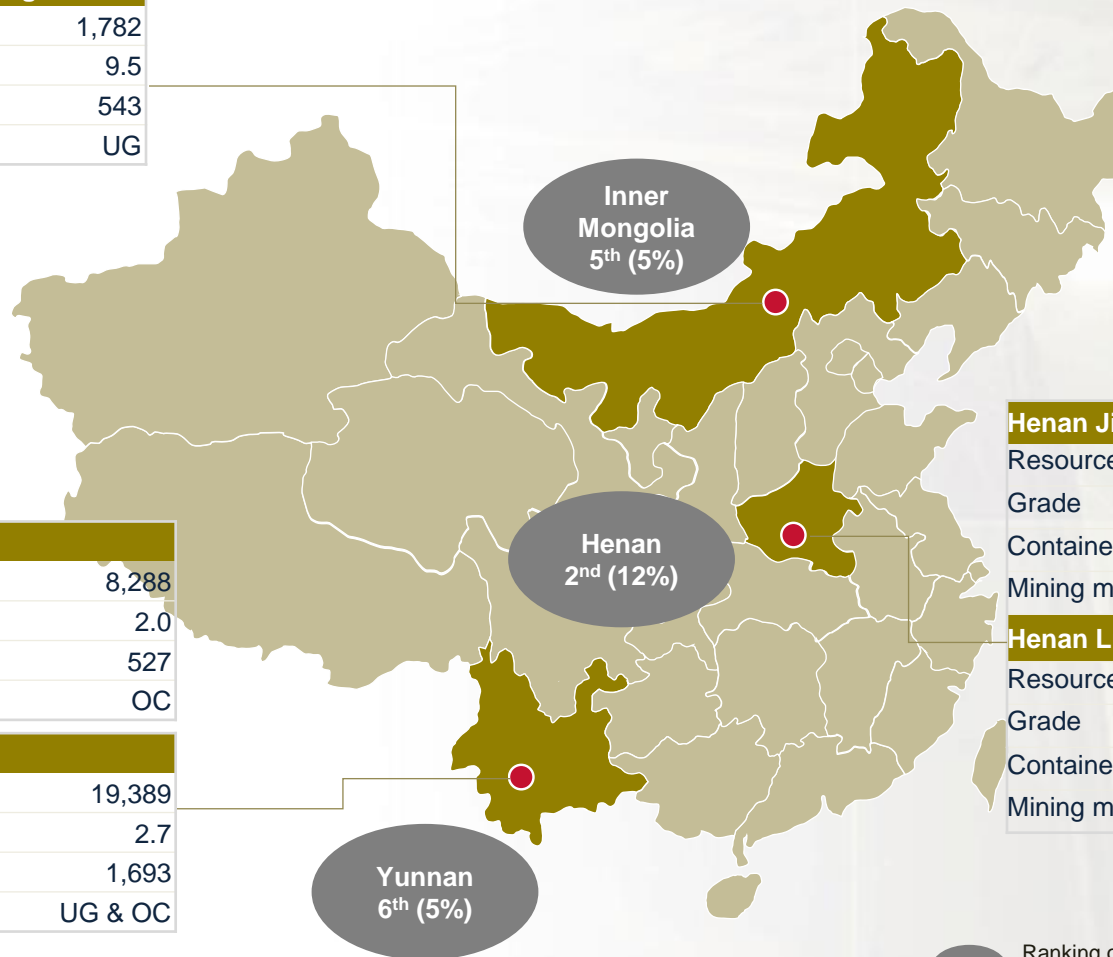 1,782
9.5
543
UG
Inner
Mongolia
5th (5%)
Henan Ji
Resource
Grade
Containe
Mining m
Henan
2nd (12%)
8,288
2.0
527
OC
Henan L
Resource
Grade
Containe
Mining m
19,389
2.7
1,693
UG & OC
Yunnan
6th (5%)
Ranking o